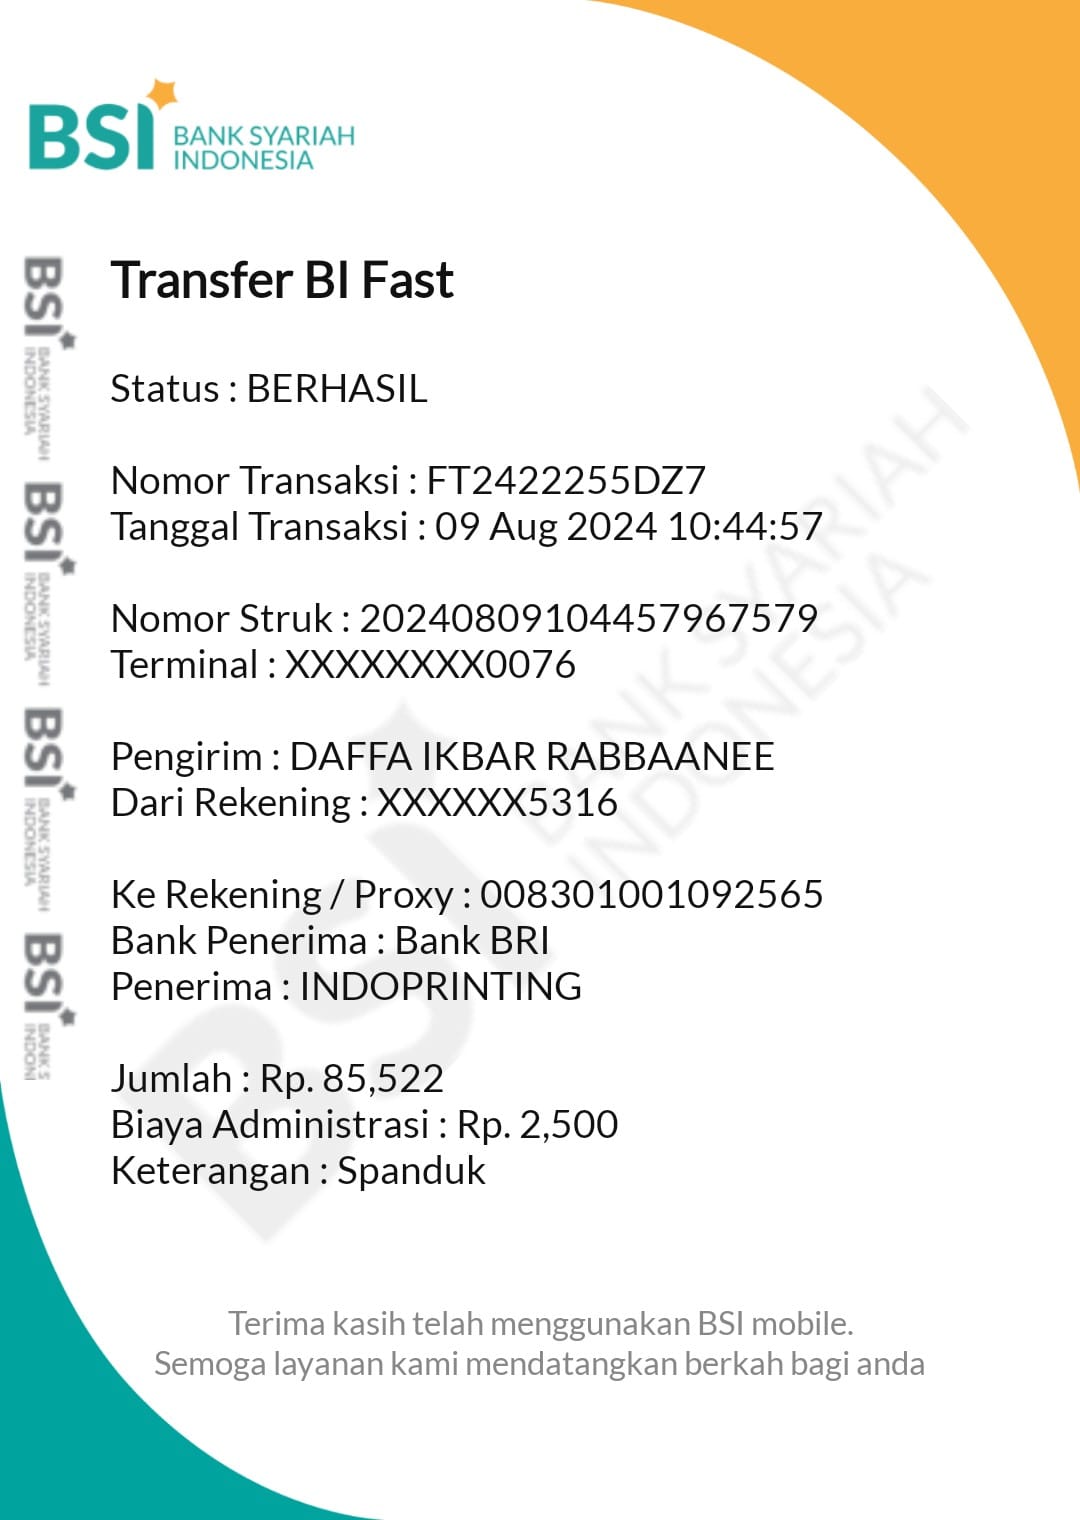 BSI BANK SYARIAH
INDONESIA
Transfer BI Fast
Status : BERHASIL
Nomor Transaksi : FT2422255DZ7
Tanggal Transaksi : 09 Aug 2024 10:44:57
Nomor Struk : 20240809104457967579
Terminal : XXXXXXXX0076
Pengirim : DAFFA IKBAR RABBAANEE
Dari Rekening : XXXXXX5316
Ke Rekening / Proxy : 008301001092565
Bank Penerima : Bank BRI
Penerima : INDOPRINTING
Jumlah : Rp. 85,522
Biaya Administrasi : Rp. 2,500
Keterangan : Spanduk
Terima kasih telah menggunakan BSI mobile.
Semoga layanan kami mendatangkan berkah bagi anda
BSI BANK SYARIAH
INDONESIA
BSI BANK SYARIAH
INDONESIA
BSI BANK SYARIAH
INDONESIA
BSI BANK SYARIAH
INDONESIA
BSI BANK S
INDONE